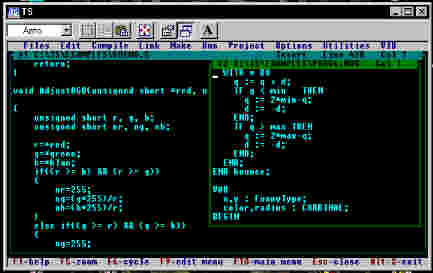 TS
Auto
A
Files Edit Compile Link Make Run Project Options Utilities VID
Insert Line Col
return;
}
void AdjustRGB(unsigned short *red, u
{
unsigned short r, g, b;
unsigned short nr, ng, nb;
r=*red;
g=*green;
b=*blue;
if((r >= b) && (r >= g))
{
nr=255;
ng=(g*255)/r;
nb=(b*255)/r;
}
else if((g >= r) && (g >= b))
{
ng=255;
WITH DO
q := q + d;
IF q < min THEN
q := 2*min-q;
d := -d;
END;
IF q > max THEN
q := 2*max-q;
d := -d;
END;
END;
END bounce;
VAR
x,y : FuzzyType;
color,radius : CARDINAL;
BEGIN
F1-help F5-zoom F6-cycle F9-edit menu F10-main menu Esc-close Alt-X-exit